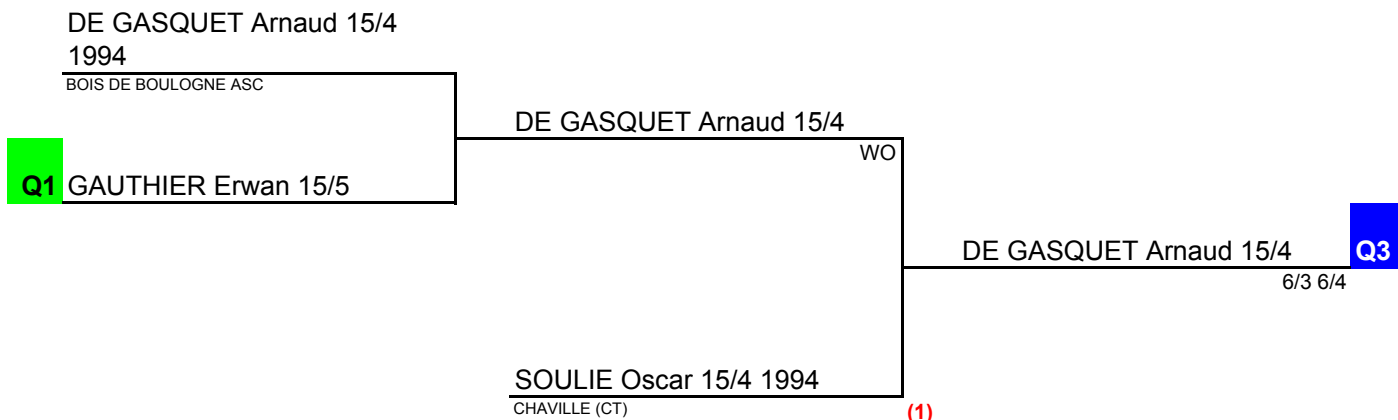 DE GASQUET Arnaud 15/4
1994
BOIS DE BOULOGNE ASC
DE GASQUET Arnaud 15/4
WO
Q1 GAUTHIER Erwan 15/5
DE GASQUET Arnaud 15/4 Q3
6/3 6/4
SOULIE Oscar 15/4 1994
CHAVILLE (CT)
(1)